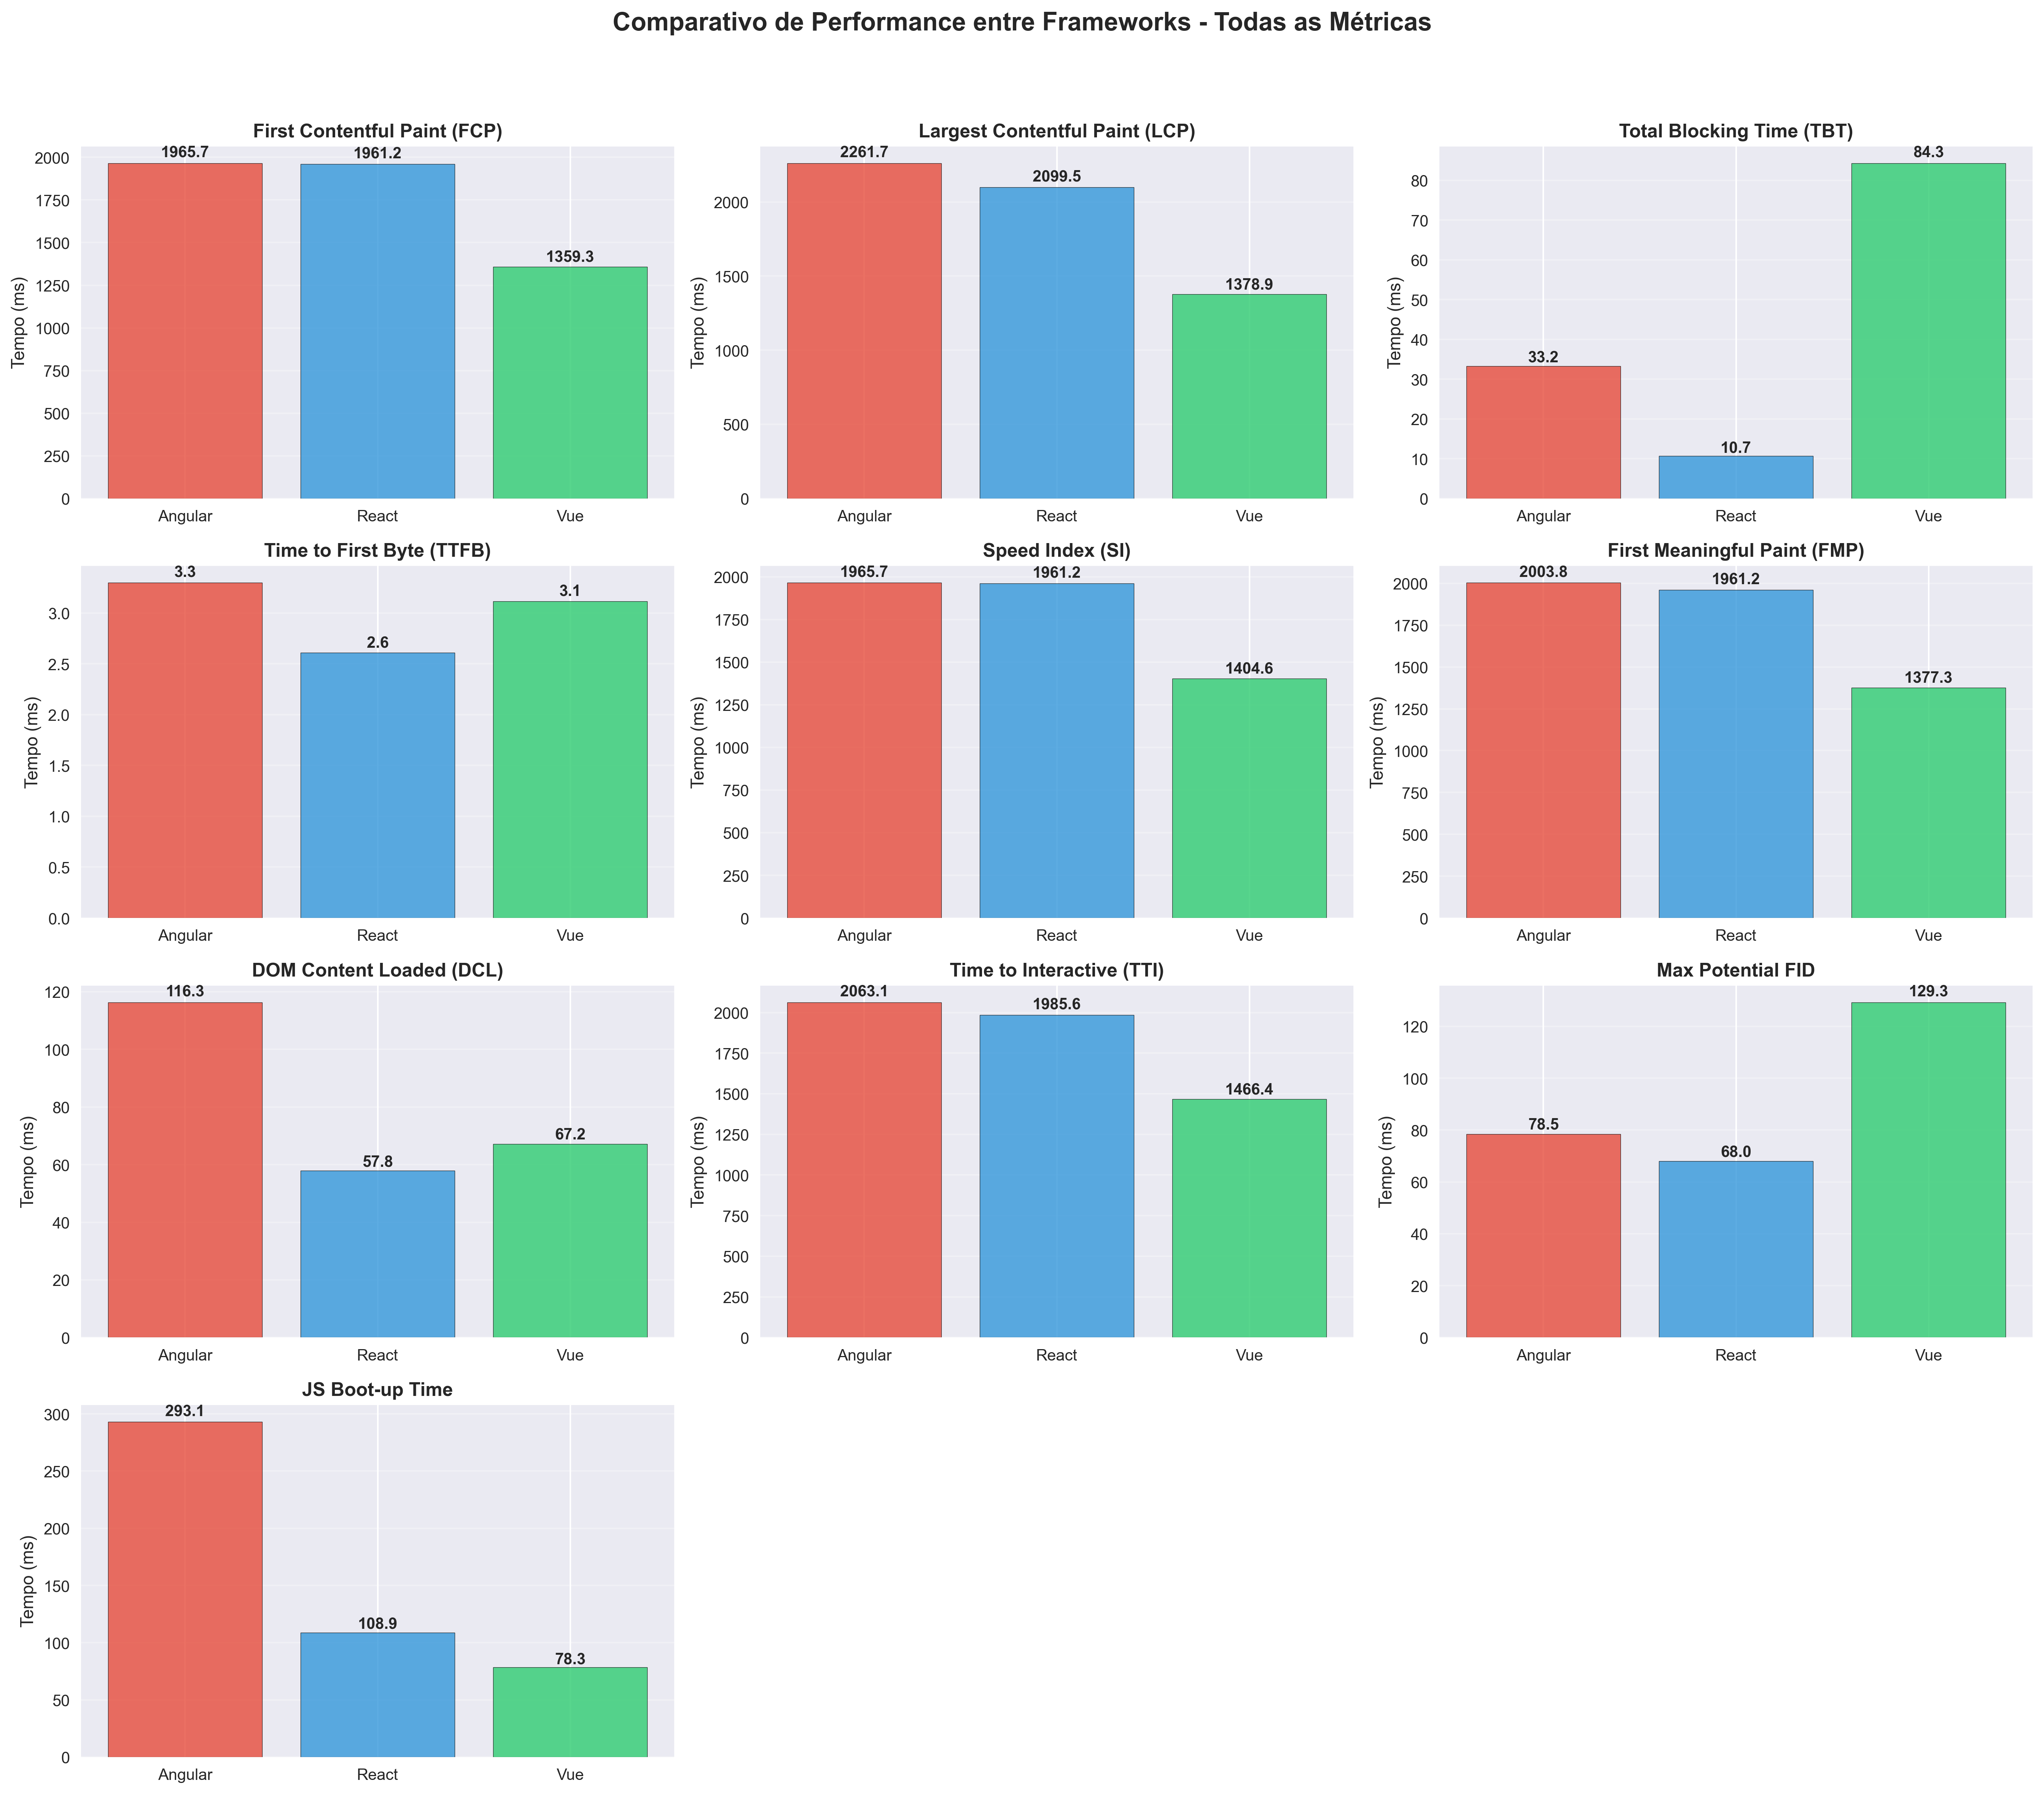 Comparativo de Performance entre Frameworks - Todas as Métricas
First Contentful Paint (FCP)
Tempo (ms)
2000
1750
1500
1250
1000
750
500
250
0
1965.7
1961.2
1359.3
Angular
React
Vue
Largest Contentful Paint (LCP)
Tempo (ms)
2000
1500
1000
500
0
2261.7
2099.5
1378.9
Angular
React
Vue
Total Blocking Time (TBT)
Tempo (ms)
80
70
60
50
40
30
20
10
0
33.2
10.7
84.3
Angular
React
Vue
Time to First Byte (TTFB)
Tempo (ms)
3.0
2.5
2.0
1.5
1.0
0.5
0.0
3.3
2.6
3.1
Angular
React
Vue
Speed Index (SI)
Tempo (ms)
2000
1750
1500
1250
1000
750
500
250
0
1965.7
1961.2
1404.6
Angular
React
Vue
First Meaningful Paint (FMP)
Tempo (ms)
2000
1750
1500
1250
1000
750
500
250
0
2003.8
1961.2
1377.3
Angular
React
Vue
DOM Content Loaded (DCL)
Tempo (ms)
120
100
80
60
40
20
0
116.3
57.8
67.2
Angular
React
Vue
Time to Interactive (TTI)
Tempo (ms)
2000
1750
1500
1250
1000
750
500
250
0
2063.1
1985.6
1466.4
Angular
React
Vue
Max Potential FID
Tempo (ms)
120
100
80
60
40
20
0
78.5
68.0
129.3
Angular
React
Vue
JS Boot-up Time
Tempo (ms)
300
250
200
150
100
50
0
293.1
108.9
78.3
Angular
React
Vue